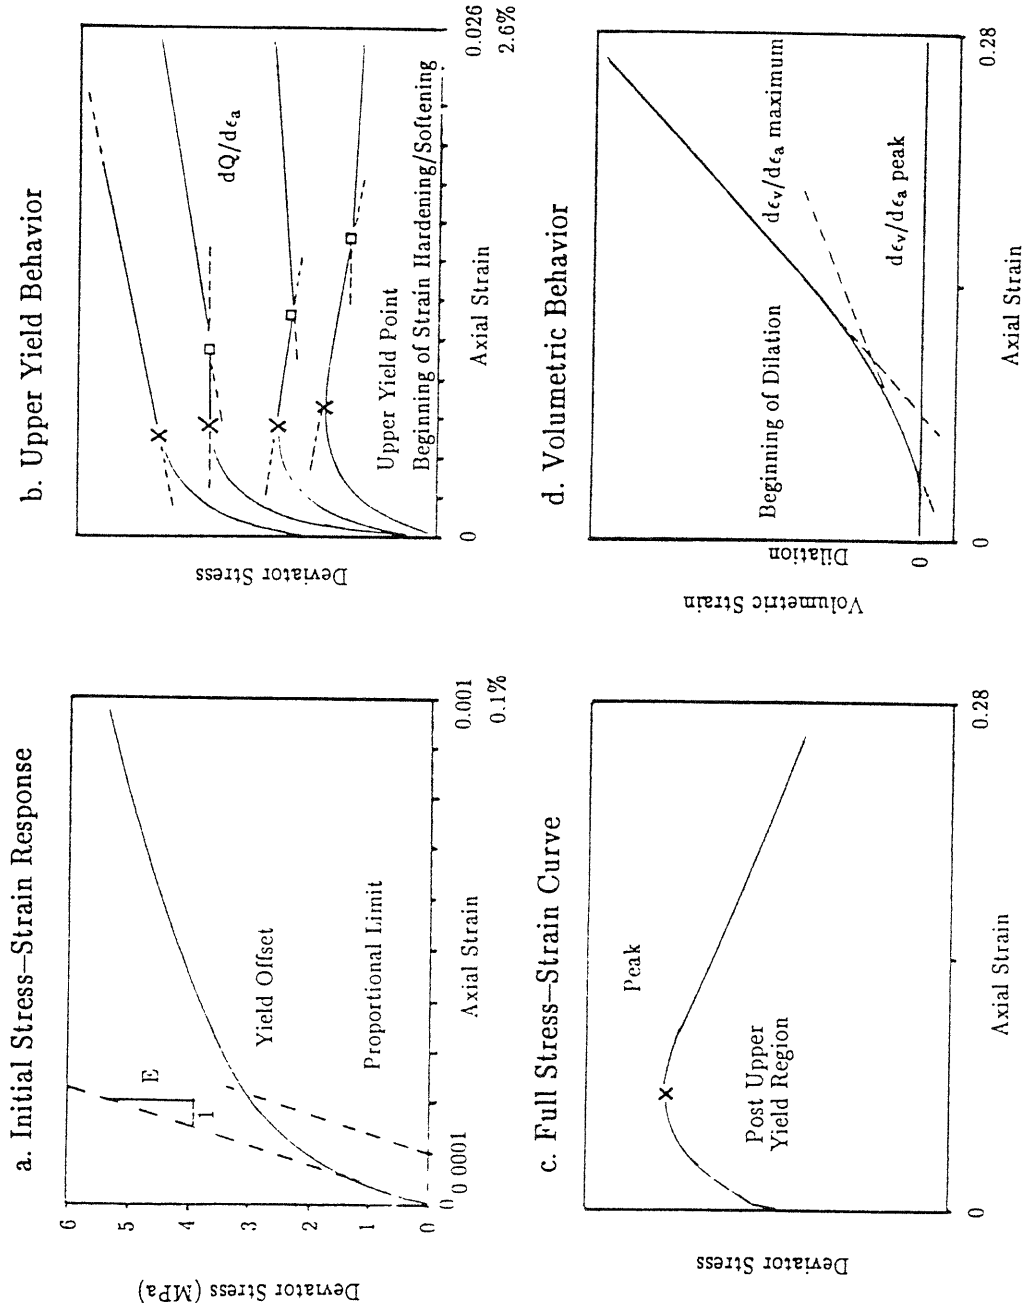 a. Initial Stress—Strain Response
Deviator Stress (MPa)
6
5
4
3
2
1
0
E
1
Yield Offset
Proportional Limit
0
0 0001
0.001
0.1%
Axial Strain
b. Upper Yield Behavior
Deviator Stress
dQ/dϵa
Upper Yield Point
Beginning of Strain Hardening/Softening
0
0.026
2.6%
Axial Strain
c. Full Stress—Strain Curve
Deviator Stress
Peak
Post Upper
Yield Region
0
0.28
Axial Strain
d. Volumetric Behavior
Volumetric Strain
Dilation
0
Beginning of Dilation
dϵv/dϵa maximum
dϵv/dϵa peak
0
0.28
Axial Strain